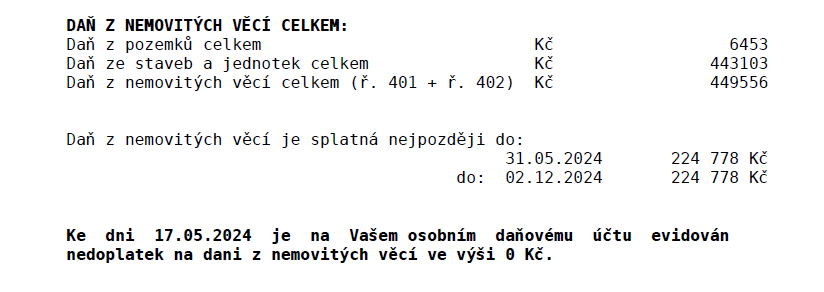 DAŇ Z NEMOVITÝCH VĚCÍ CELKEM:
Daň z pozemků celkem Kč 6453
Daň ze staveb a jednotek celkem Kč 443103
Daň z nemovitých věcí celkem (ř. 401 + ř. 402) Kč 449556
Daň z nemovitých věcí je splatná nejpozději do:
31.05.2024 224 778 Kč
do: 02.12.2024 224 778 Kč
Ke dni 17.05.2024 je na Vašem osobním daňovému účtu evidován
nedoplatek na dani z nemovitých věcí ve výši 0 Kč.